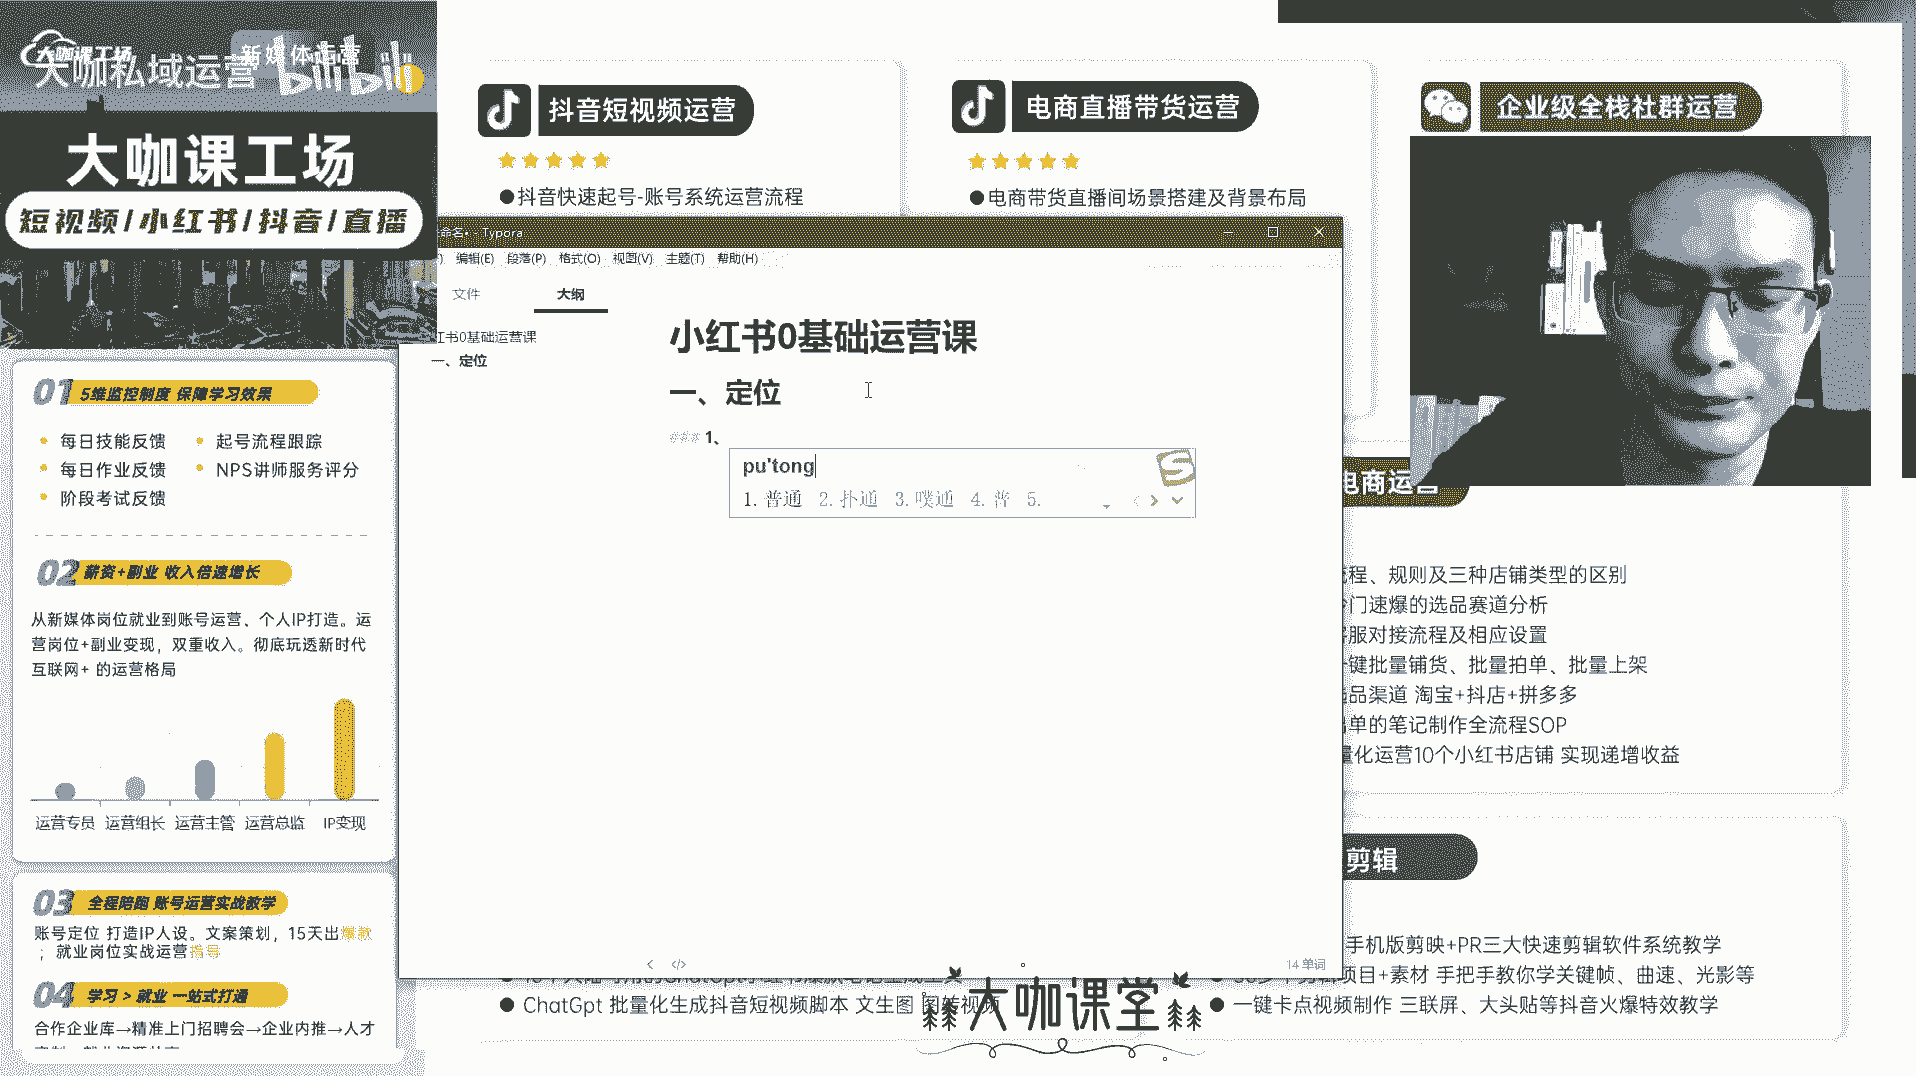 大咖课工场
大咖私域运营
新媒体运营
bilibili
大咖课工场
短视频/小红书/抖音/直播
01
5维监控制度 保障学习效果
每日技能反馈
起号流程跟踪
每日作业反馈
NPS讲师服务评分
阶段考试反馈
02
薪资+副业 收入倍速增长
从新媒体岗位就业到账号运营、个人IP打造。运
营岗位+副业变现，双重收入。彻底玩透新时代
互联网+ 的运营格局
运营专员 运营组长 运营主管 运营总监 IP变现
03
全程陪跑 账号运营实战教学
账号定位 打造IP人设。文案策划，15天出爆款
；就业岗位实战运营指导
04
学习 > 就业 一站式打通
合作企业库→精准上门招聘会→企业内推→人才
抖音短视频运营
●抖音快速起号-账号系统运营流程
电商直播带货运营
●电商带货直播间场景搭建及背景布局
企业级全栈社群运营
命名• - Typora
编辑(E) 段落(P) 格式(O) 视图(V) 主题(T) 帮助(H)
文件
大纲
红书0基础运营课
一、定位
小红书0基础运营课
一、定位
### 1、
pu'tong
1. 普通 2. 扑通 3. 噗通 4. 普 5.
</>
14 单词
电商运营
流程、规则及三种店铺类型的区别
冷门速爆的选品赛道分析
客服对接流程及相应设置
一键批量铺货、批量拍单、批量上架
选品渠道 淘宝+抖店+拼多多
出单的笔记制作全流程SOP
量化运营10个小红书店铺 实现递增收益
剪辑
手机版剪映+PR三大快速剪辑软件系统教学
项目+素材 手把手教你学关键帧、曲速、光影等
● 一键卡点视频制作 三联屏、大头贴等抖音火爆特效教学
● ChatGpt 批量化生成抖音短视频脚本 文生图 图转视频
大咖课堂